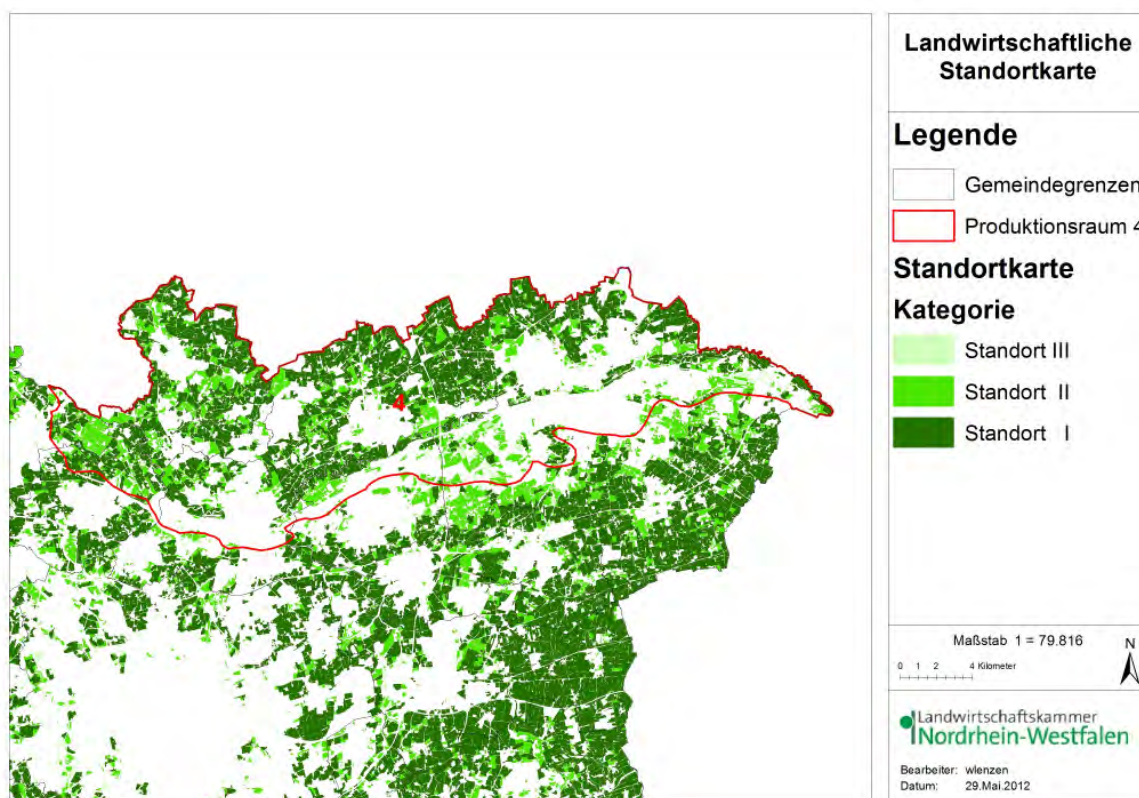 Landwirtschaftliche
Standortkarte
Legende
Gemeindegrenzen
Produktionsraum 4
Standortkarte
Kategorie
Standort III
Standort II
Standort I
4
Maßstab 1 = 79.816
N
0 1 2 4 Kilometer
Landwirtschaftskammer
Nordrhein-Westfalen
Bearbeiter: wlenzen
Datum: 29.Mai.2012